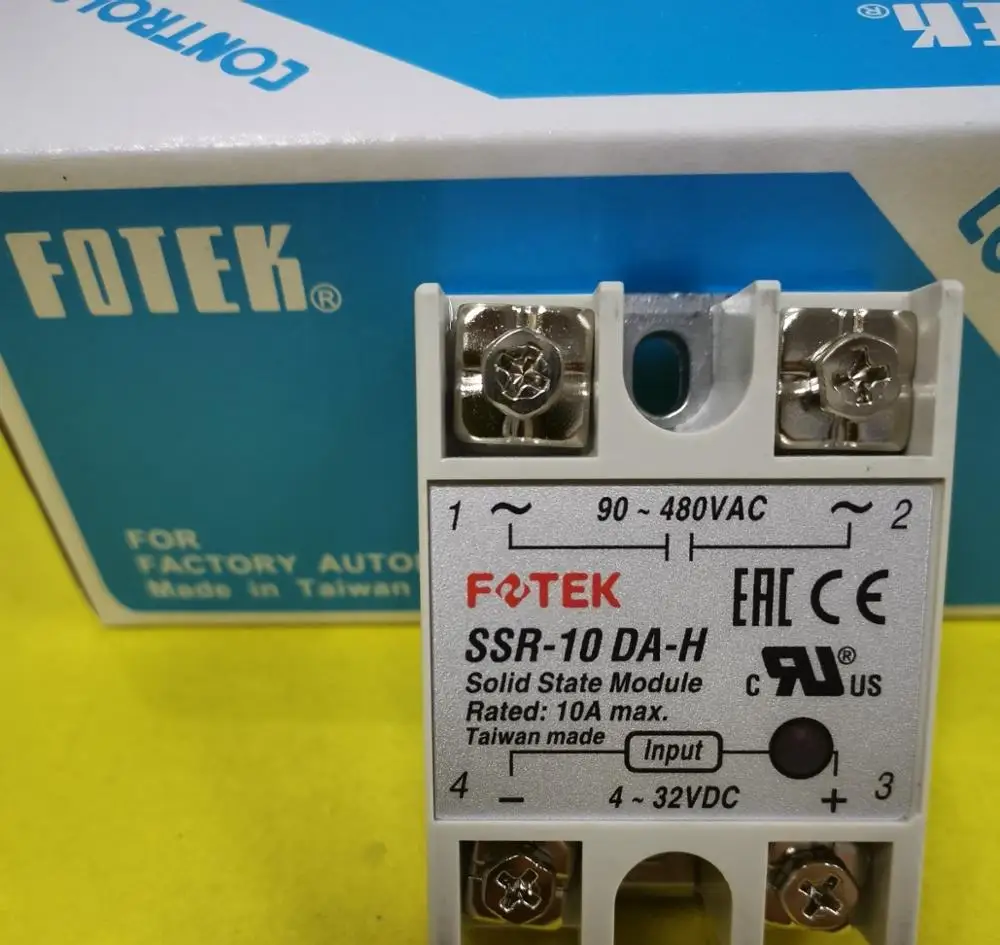 CONTROL
®
FOTEK®
FOR
FACTORY AUTO
Made in Taiwan
1 ~ 90 ~ 480VAC ~ 2
FOTEK
EAC CE
SSR-10 DA-H
Solid State Module
c RU ® US
Rated: 10A max.
Taiwan made
Input
4 − 4 ~ 32VDC + 3